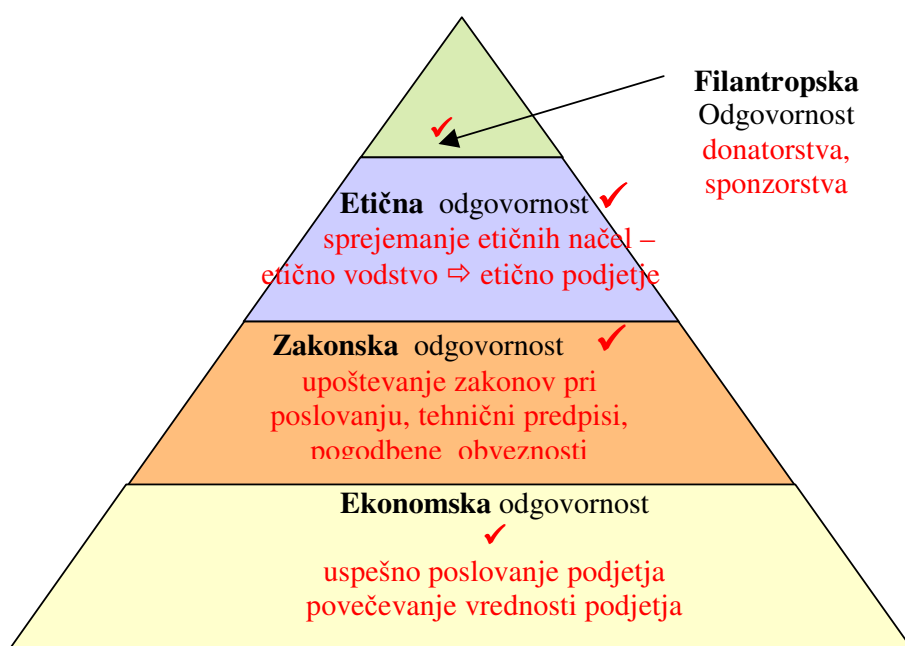 Filantropska
Odgovornost
donatorstva,
sponzorstva
✓
Etična odgovornost ✓
sprejemanje etičnih načel –
etično vodstvo ⇨ etično podjetje
Zakonska odgovornost ✓
upoštevanje zakonov pri
poslovanju, tehnični predpisi,
pogodbene obveznosti
Ekonomska odgovornost
✓
uspešno poslovanje podjetja
povečevanje vrednosti podjetja